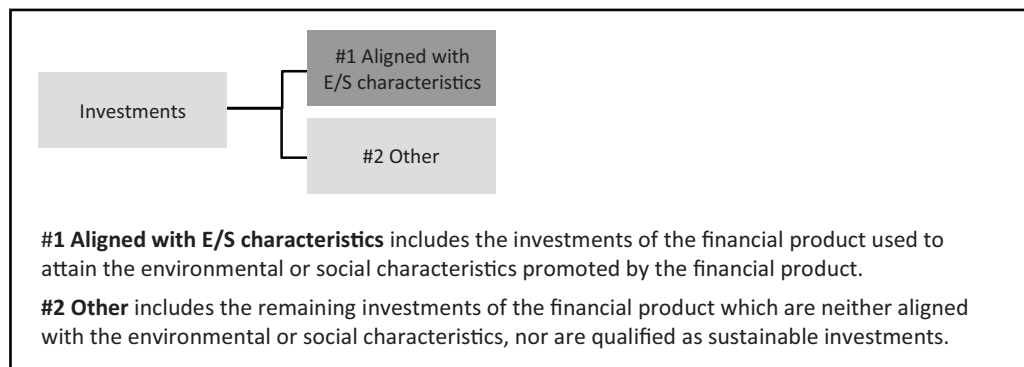 #1 Aligned with
E/S characteristics
Investments
#2 Other
#1 Aligned with E/S characteristics includes the investments of the financial product used to
attain the environmental or social characteristics promoted by the financial product.
#2 Other includes the remaining investments of the financial product which are neither aligned
with the environmental or social characteristics, nor are qualified as sustainable investments.